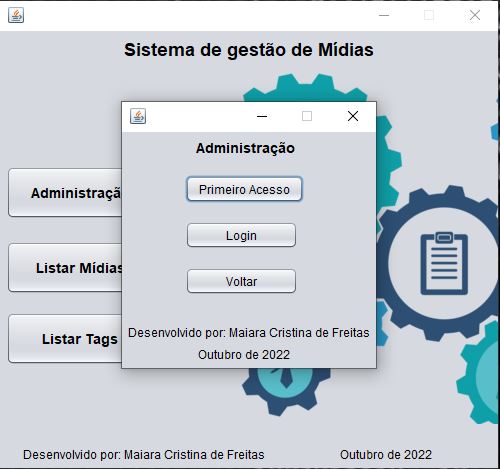 Sistema de gestão de Mídias
Administração
Primeiro Acesso
Login
Voltar
Desenvolvido por: Maiara Cristina de Freitas
Outubro de 2022
Administraçã
Listar Mídias
Listar Tags
Desenvolvido por: Maiara Cristina de Freitas
Outubro de 2022